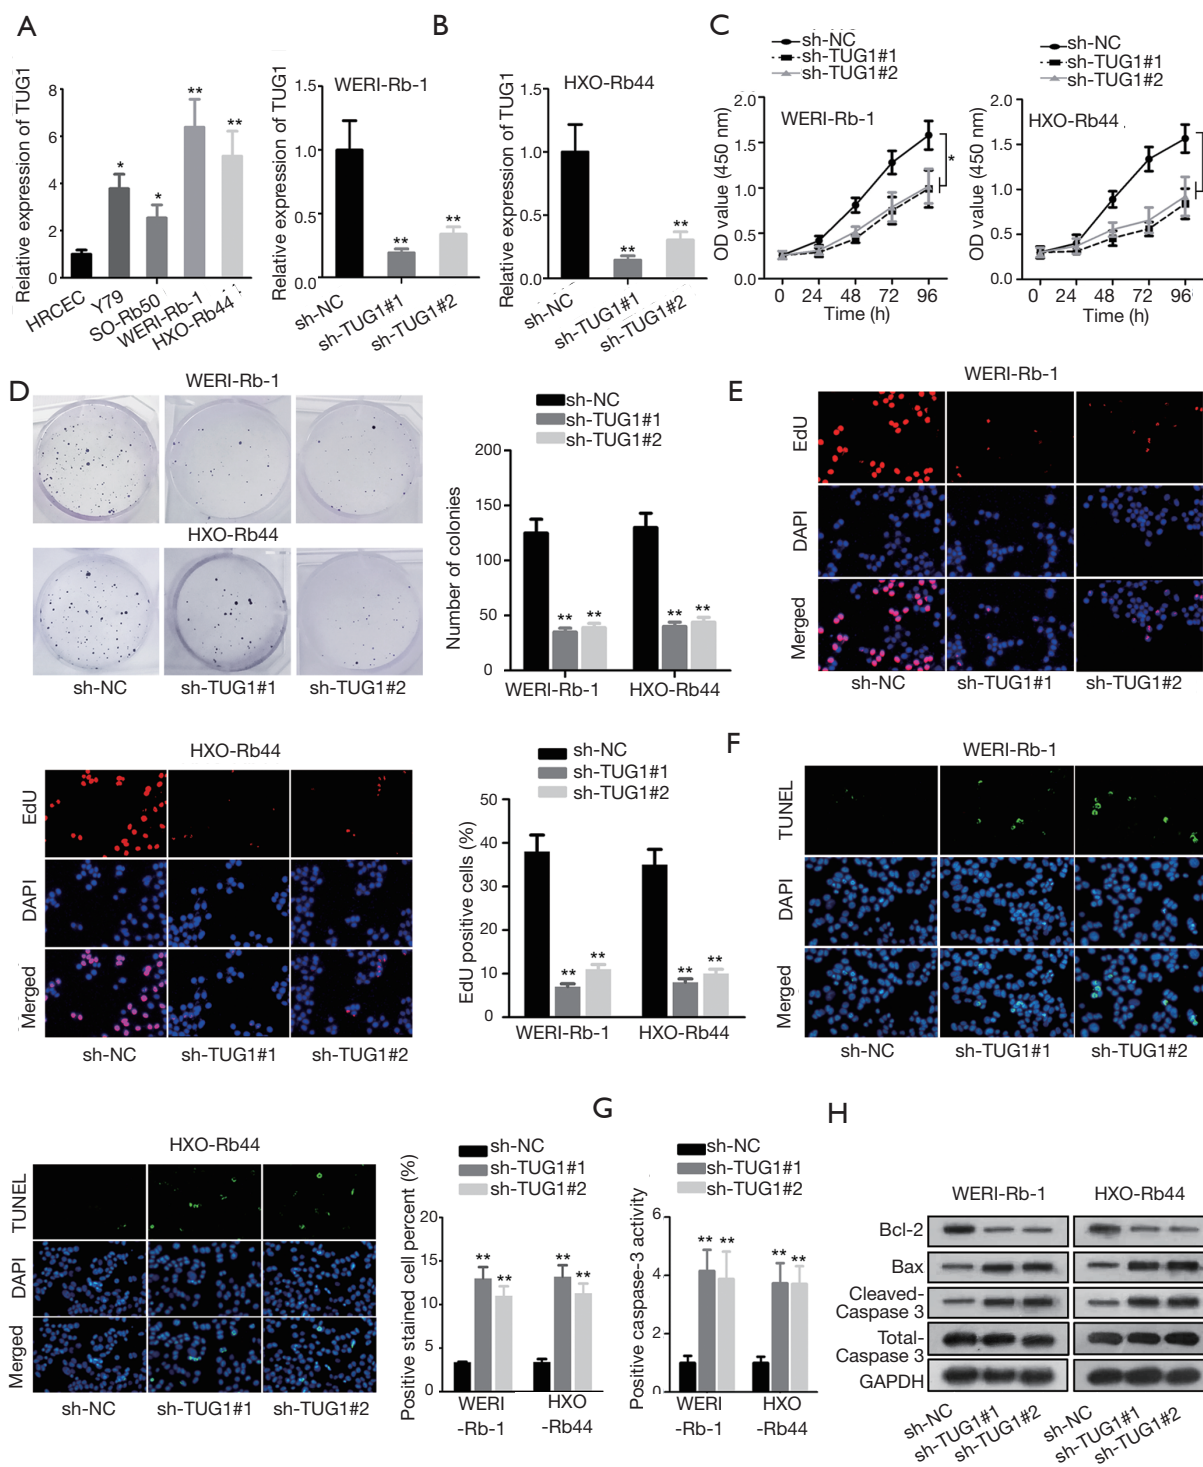 A
Relative expression of TUG1
8
6
4
2
0
**
**
*
*
HRCEC
Y79
SO-Rb50
WERI-Rb-1
HXO-Rb44
B
Relative expression of TUG1
1.5
1.0
0.5
0.0
WERI-Rb-1
**
**
sh-NC
sh-TUG1#1
sh-TUG1#2
Relative expression of TUG1
1.5
1.0
0.5
0.0
HXO-Rb44
**
**
sh-NC
sh-TUG1#1
sh-TUG1#2
C
sh-NC
sh-TUG1#1
sh-TUG1#2
OD value (450 nm)
2.0
1.5
1.0
0.5
0.0
WERI-Rb-1
*
0 24 48 72 96
Time (h)
sh-NC
sh-TUG1#1
sh-TUG1#2
OD value (450 nm)
2.0
1.5
1.0
0.5
0.0
HXO-Rb44
0 24 48 72 96
Time (h)
D
WERI-Rb-1
HXO-Rb44
sh-NC sh-TUG1#1 sh-TUG1#2
sh-NC
sh-TUG1#1
sh-TUG1#2
Number of colonies
200
150
100
50
0
** ** ** **
WERI-Rb-1 HXO-Rb44
E
WERI-Rb-1
EdU
DAPI
Merged
sh-NC sh-TUG1#1 sh-TUG1#2
HXO-Rb44
EdU
DAPI
Merged
sh-NC sh-TUG1#1 sh-TUG1#2
sh-NC
sh-TUG1#1
sh-TUG1#2
EdU positive cells (%)
50
40
30
20
10
0
** ** ** **
WERI-Rb-1 HXO-Rb44
F
WERI-Rb-1
TUNEL
DAPI
Merged
sh-NC sh-TUG1#1 sh-TUG1#2
HXO-Rb44
TUNEL
DAPI
Merged
sh-NC sh-TUG1#1 sh-TUG1#2
sh-NC
sh-TUG1#1
sh-TUG1#2
Positive stained cell percent (%)
20
15
10
5
0
** ** ** **
WERI HXO
-Rb-1 -Rb44
G
sh-NC
sh-TUG1#1
sh-TUG1#2
Positive caspase-3 activity
6
4
2
0
** ** ** **
WERI HXO
-Rb-1 -Rb44
H
WERI-Rb-1 HXO-Rb44
Bcl-2
Bax
Cleaved-
Caspase 3
Total-
Caspase 3
GAPDH
sh-NC
sh-TUG1#1
sh-TUG1#2
sh-NC
sh-TUG1#1
sh-TUG1#2